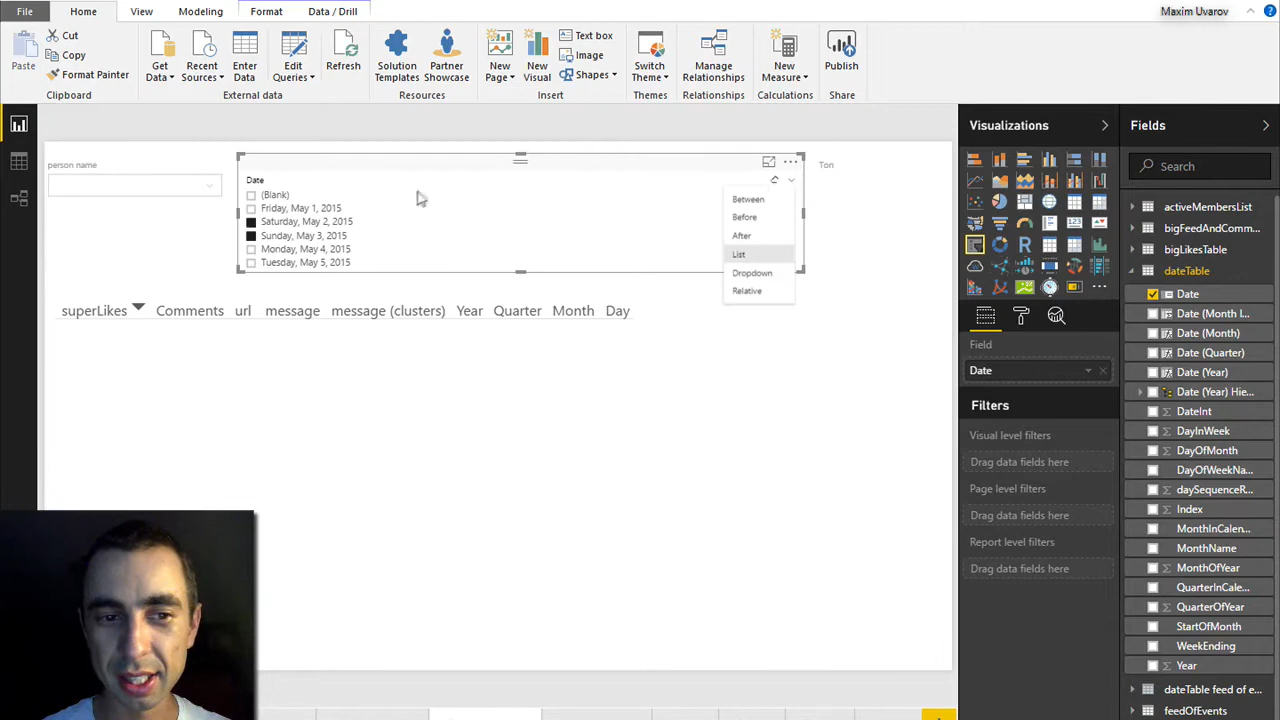 File Home View Modeling Format Data / Drill Maxim Uvarov
Paste Cut Copy Format Painter Clipboard
Get Data Recent Sources Enter Data Edit Queries External data
Refresh
Solution Templates Partner Showcase Resources
New Page New Visual Text box Image Shapes Insert
Switch Theme Themes
Manage Relationships Relationships
New Measure Calculations
Publish Share
person name
Date
(Blank)
Friday, May 1, 2015
Saturday, May 2, 2015
Sunday, May 3, 2015
Monday, May 4, 2015
Tuesday, May 5, 2015
Between
Before
After
List
Dropdown
Relative
Ton
superLikes Comments url message message (clusters) Year Quarter Month Day
Visualizations
Field
Date
Filters
Visual level filters
Drag data fields here
Page level filters
Drag data fields here
Report level filters
Drag data fields here
Fields
Search
activeMembersList
bigFeedAndComm...
bigLikesTable
dateTable
Date
Date (Month I...
Date (Month)
Date (Quarter)
Date (Year)
Date (Year) Hie...
DateInt
DayInWeek
DayOfMonth
DayOfWeekNa...
daySequenceR...
Index
MonthInCalen...
MonthName
MonthOfYear
QuarterInCale...
QuarterOfYear
StartOfMonth
WeekEnding
Year
dateTable feed of e...
feedOfEvents